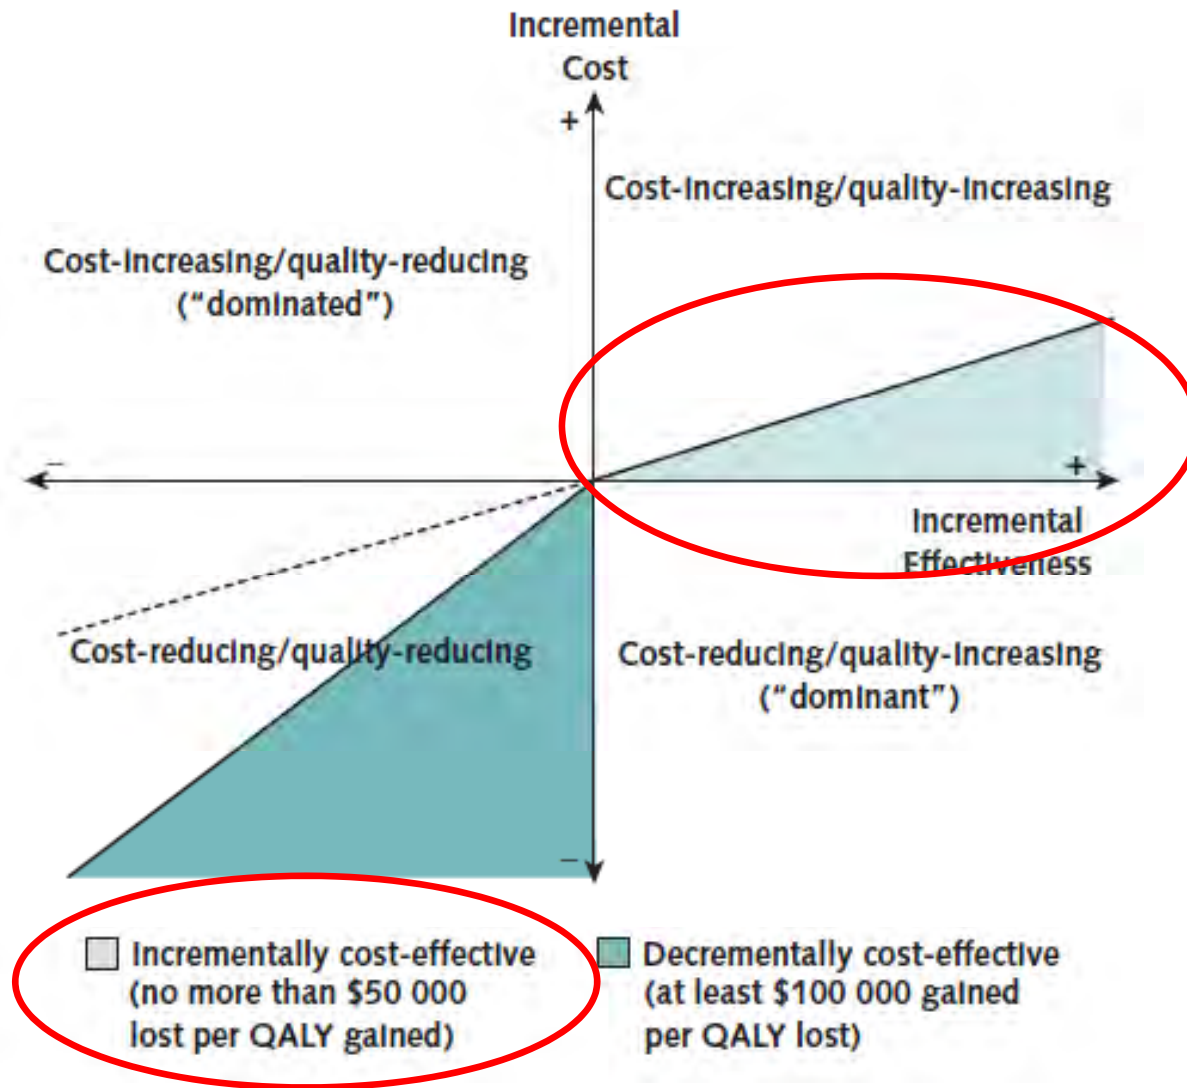 Incremental
Cost
+
Cost-increasing/quality-increasing
Cost-increasing/quality-reducing
(“dominated”)
–
+
Incremental
Effectiveness
Cost-reducing/quality-reducing
Cost-reducing/quality-increasing
(“dominant”)
–
Incrementally cost-effective
(no more than $50 000
lost per QALY gained)
Decrementally cost-effective
(at least $100 000 gained
per QALY lost)